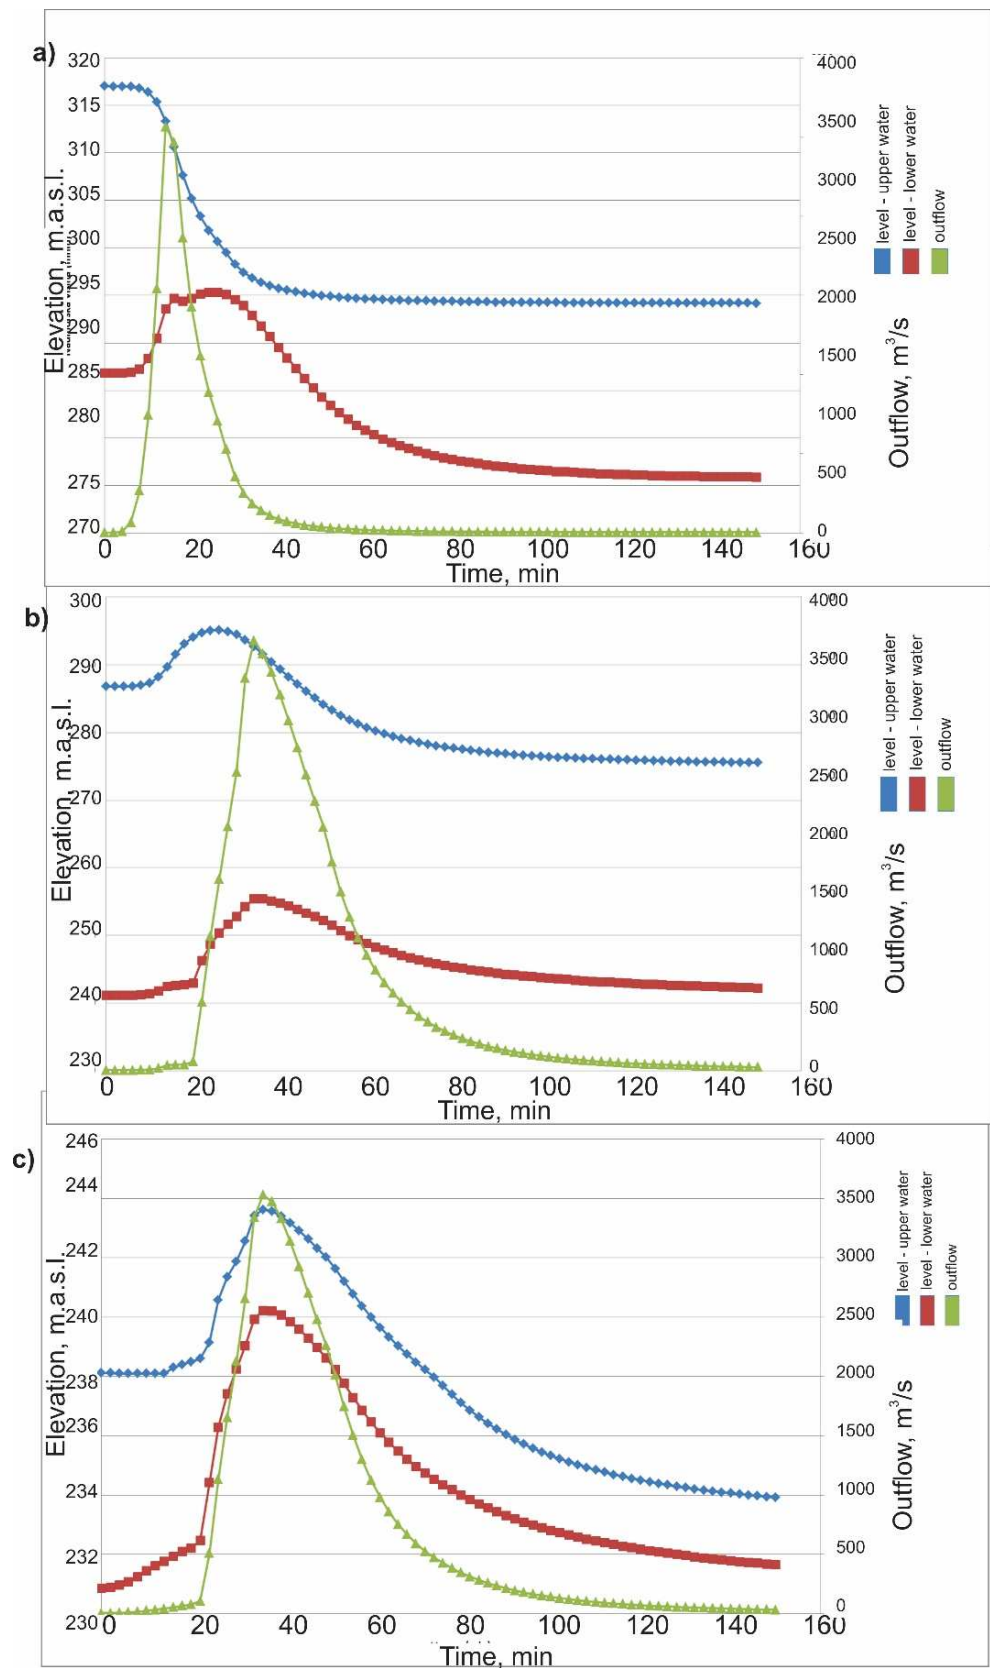 a)
320
315
310
305
300
295
290
285
280
275
270
Elevation, m.a.s.l.
4000
3500
3000
2500
2000
1500
1000
500
0
level - upper water
level - lower water
outflow
Outflow, m³/s
0 20 40 60 80 100 120 140 160
Time, min
b)
300
290
280
270
260
250
240
230
Elevation, m.a.s.l.
4000
3500
3000
2500
2000
1500
1000
500
0
level - upper water
level - lower water
outflow
Outflow, m³/s
0 20 40 60 80 100 120 140 160
Time, min
c)
246
244
242
240
238
236
234
232
230
Elevation, m.a.s.l.
4000
3500
3000
2500
2000
1500
1000
500
0
level - upper water
level - lower water
outflow
Outflow, m³/s
0 20 40 60 80 100 120 140 160
Time, min